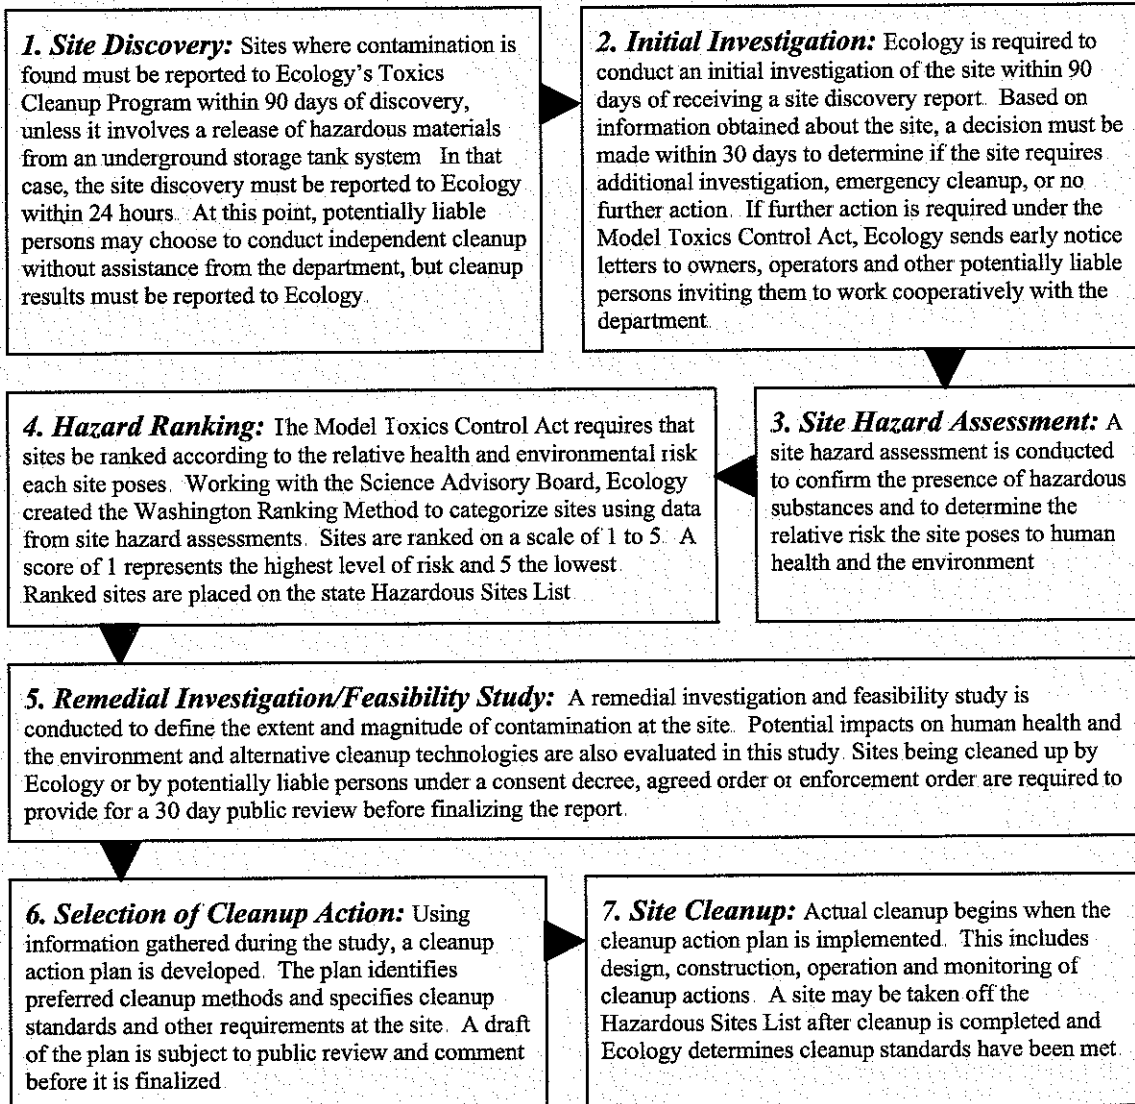 1. Site Discovery: Sites where contamination is
found must be reported to Ecology's Toxics
Cleanup Program within 90 days of discovery,
unless it involves a release of hazardous materials
from an underground storage tank system In that
case, the site discovery must be reported to Ecology
within 24 hours. At this point, potentially liable
persons may choose to conduct independent cleanup
without assistance from the department, but cleanup
results must be reported to Ecology.
2. Initial Investigation: Ecology is required to
conduct an initial investigation of the site within 90
days of receiving a site discovery report. Based on
information obtained about the site, a decision must be
made within 30 days to determine if the site requires
additional investigation, emergency cleanup, or no
further action. If further action is required under the
Model Toxics Control Act, Ecology sends early notice
letters to owners, operators and other potentially liable
persons inviting them to work cooperatively with the
department.
3. Site Hazard Assessment: A
site hazard assessment is conducted
to confirm the presence of hazardous
substances and to determine the
relative risk the site poses to human
health and the environment
4. Hazard Ranking: The Model Toxics Control Act requires that
sites be ranked according to the relative health and environmental risk
each site poses. Working with the Science Advisory Board, Ecology
created the Washington Ranking Method to categorize sites using data
from site hazard assessments. Sites are ranked on a scale of 1 to 5. A
score of 1 represents the highest level of risk and 5 the lowest.
Ranked sites are placed on the state Hazardous Sites List
5. Remedial Investigation/Feasibility Study: A remedial investigation and feasibility study is
conducted to define the extent and magnitude of contamination at the site. Potential impacts on human health and
the environment and alternative cleanup technologies are also evaluated in this study. Sites being cleaned up by
Ecology or by potentially liable persons under a consent decree, agreed order or enforcement order are required to
provide for a 30 day public review before finalizing the report.
6. Selection of Cleanup Action: Using
information gathered during the study, a cleanup
action plan is developed. The plan identifies
preferred cleanup methods and specifies cleanup
standards and other requirements at the site. A draft
of the plan is subject to public review and comment
before it is finalized
7. Site Cleanup: Actual cleanup begins when the
cleanup action plan is implemented. This includes
design, construction, operation and monitoring of
cleanup actions. A site may be taken off the
Hazardous Sites List after cleanup is completed and
Ecology determines cleanup standards have been met.